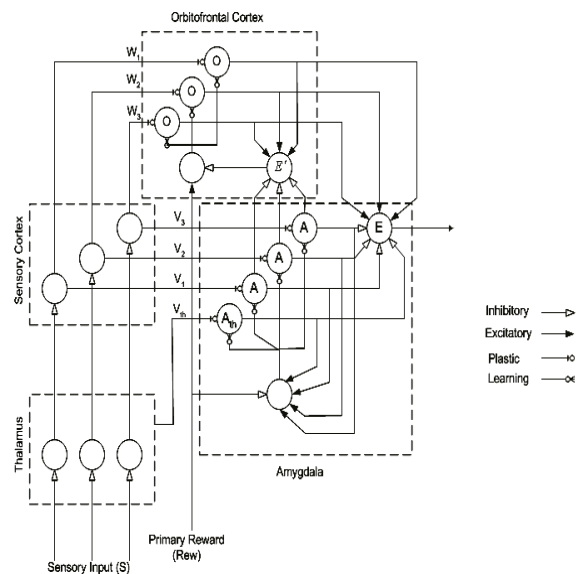 Orbitofrontal Cortex
W1
O
W2
O
W3
O
E'
Sensory Cortex
V3
A
E
V2
A
V1
A
Vth
Ath
Inhibitory
Excitatory
Plastic
Learning
Thalamus
Amygdala
Primary Reward
(Rew)
Sensory Input (S)